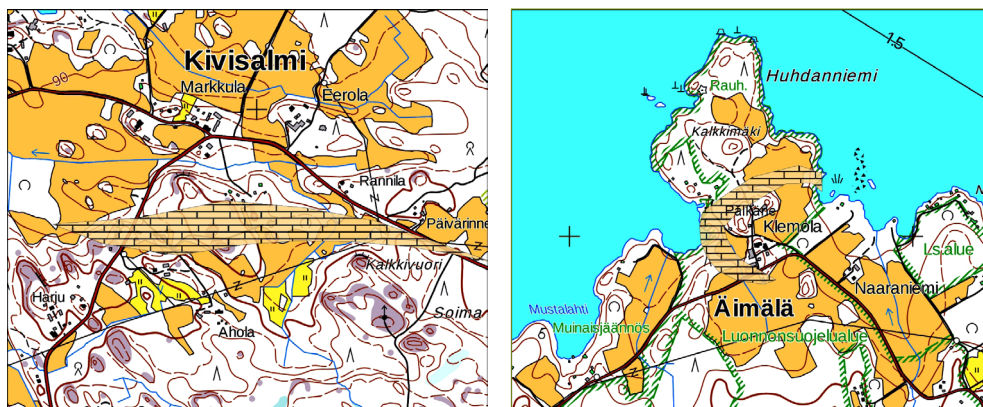 Kivisalmi
Markkula
Eerola
90
Rannila
Päivärinne
Kalkkivuori
Harju
Soima
Ahola
15
Huhdanniemi
Rauh.
Kalkkimäki
Pälkäne
Klemola
Ls.alue
Naaraniemi
Mustalahti
Äimälä
Muinaisjäännös
Luonnonsuojelualue